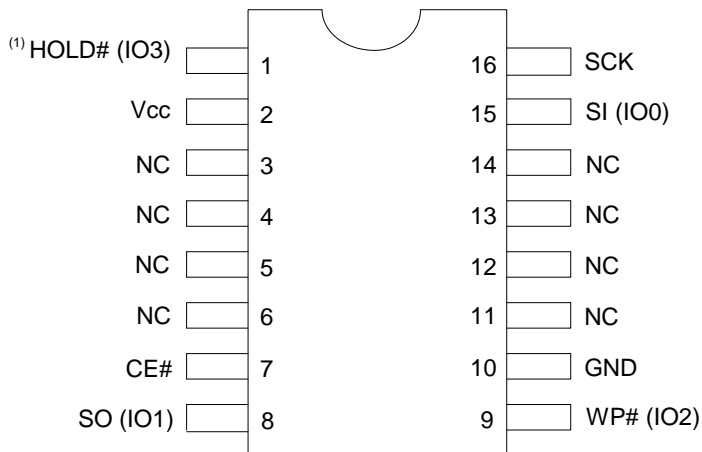 (1) HOLD# (IO3) 1 16 SCK
Vcc 2 15 SI (IO0)
NC 3 14 NC
NC 4 13 NC
NC 5 12 NC
NC 6 11 NC
CE# 7 10 GND
SO (IO1) 8 9 WP# (IO2)